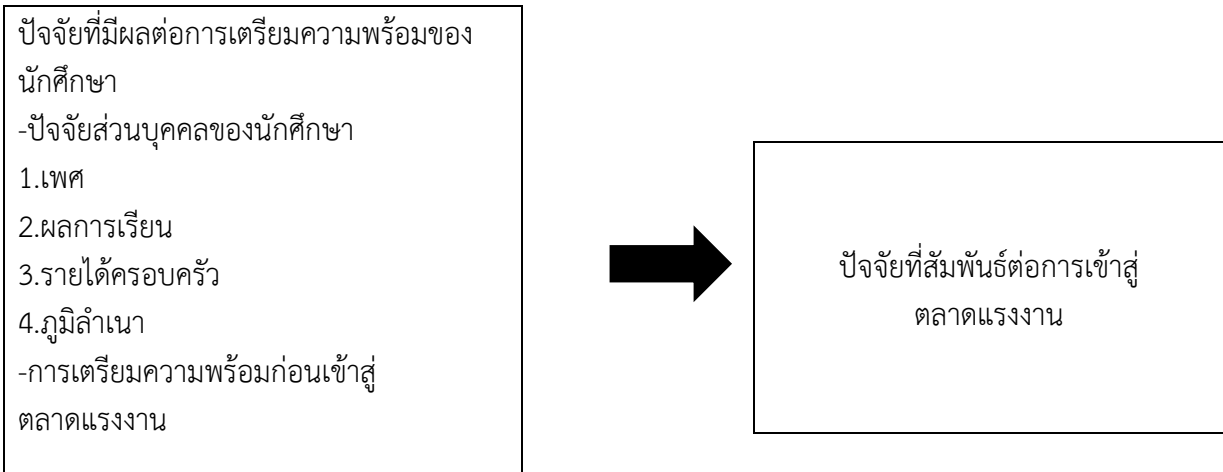 ปัจจัยที่มีผลต่อการเตรียมความพร้อมของ
นักศึกษา
-ปัจจัยส่วนบุคคลของนักศึกษา
1.เพศ
2.ผลการเรียน
3.รายได้ครอบครัว
4.ภูมิลำเนา
-การเตรียมความพร้อมก่อนเข้าสู่
ตลาดแรงงาน
ปัจจัยที่สัมพันธ์ต่อการเข้าสู่
ตลาดแรงงาน